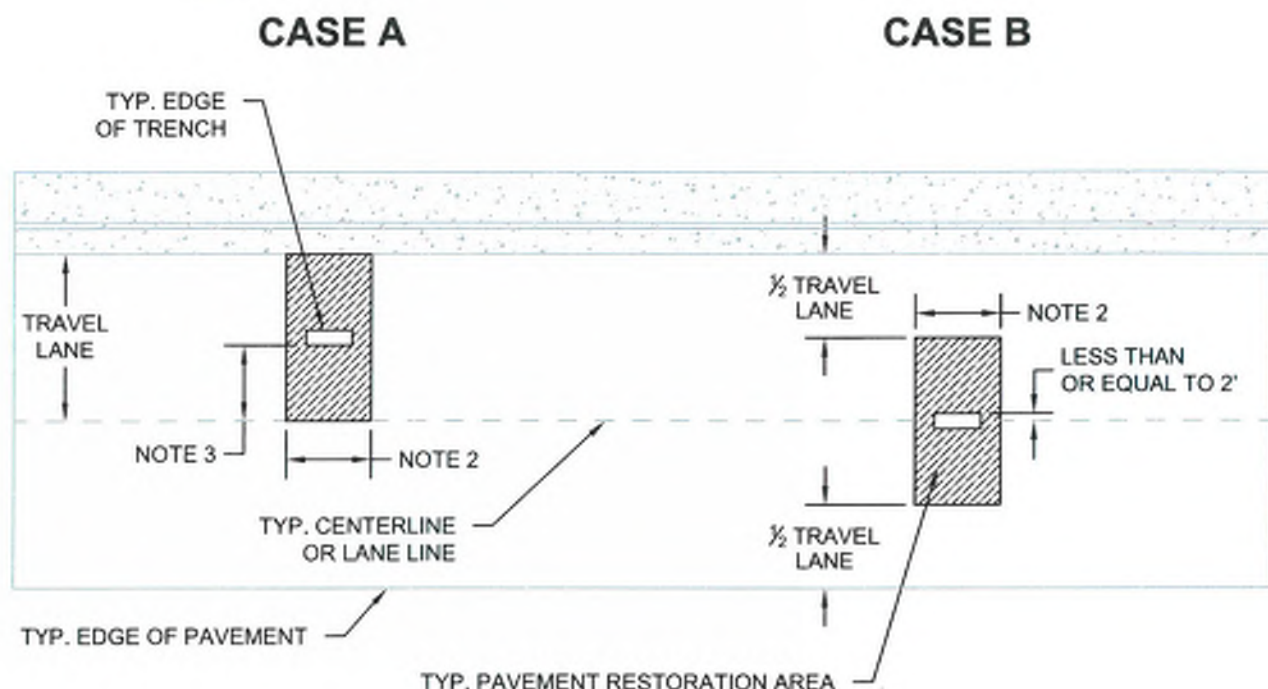 CASE A
CASE B
TYP. EDGE
OF TRENCH
TRAVEL
LANE
NOTE 3
NOTE 2
TYP. CENTERLINE
OR LANE LINE
TYP. EDGE OF PAVEMENT
½ TRAVEL
LANE
NOTE 2
LESS THAN
OR EQUAL TO 2'
½ TRAVEL
LANE
TYP. PAVEMENT RESTORATION AREA